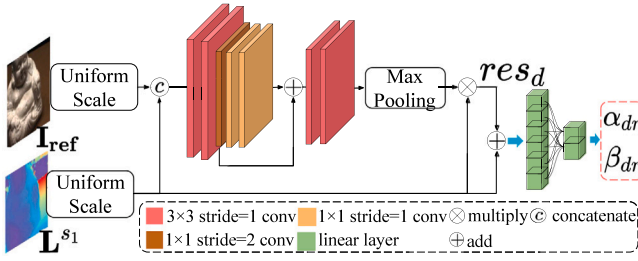 Uniform
Scale
I_ref
c
Max
Pooling
res_d
α_dr
β_dr
Uniform
Scale
L^{s_1}
3×3 stride=1 conv
1×1 stride=1 conv
multiply
c concatenate
1×1 stride=2 conv
linear layer
add